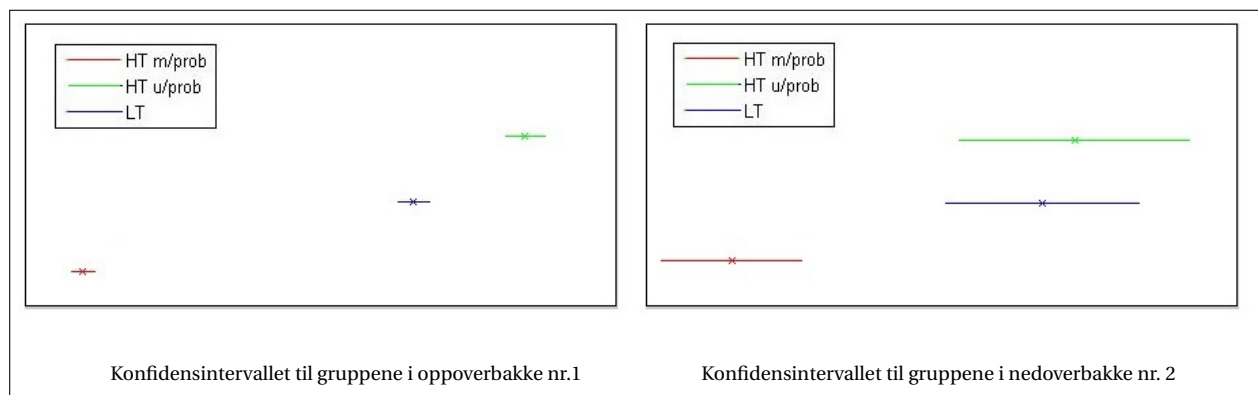 HT m/prob
HT u/prob
LT
HT m/prob
HT u/prob
LT
Konfidensintervallet til gruppene i oppoverbakke nr.1
Konfidensintervallet til gruppene i nedoverbakke nr. 2